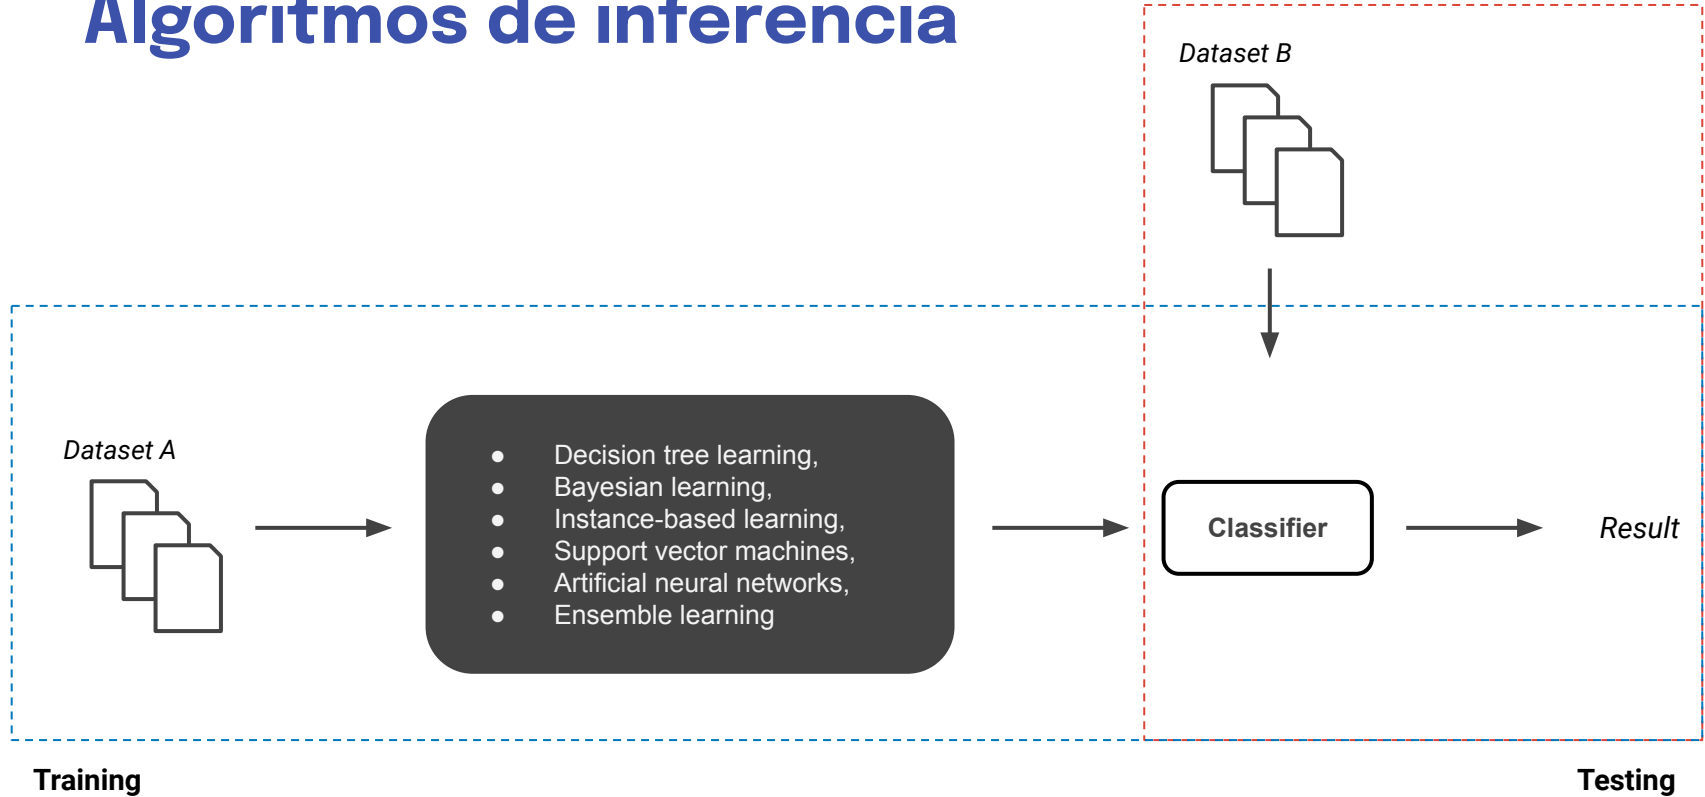 Algoritmos de inferencia
Dataset B
Dataset A
● Decision tree learning,
● Bayesian learning,
● Instance-based learning,
● Support vector machines,
● Artificial neural networks,
● Ensemble learning
Classifier
Result
Training
Testing